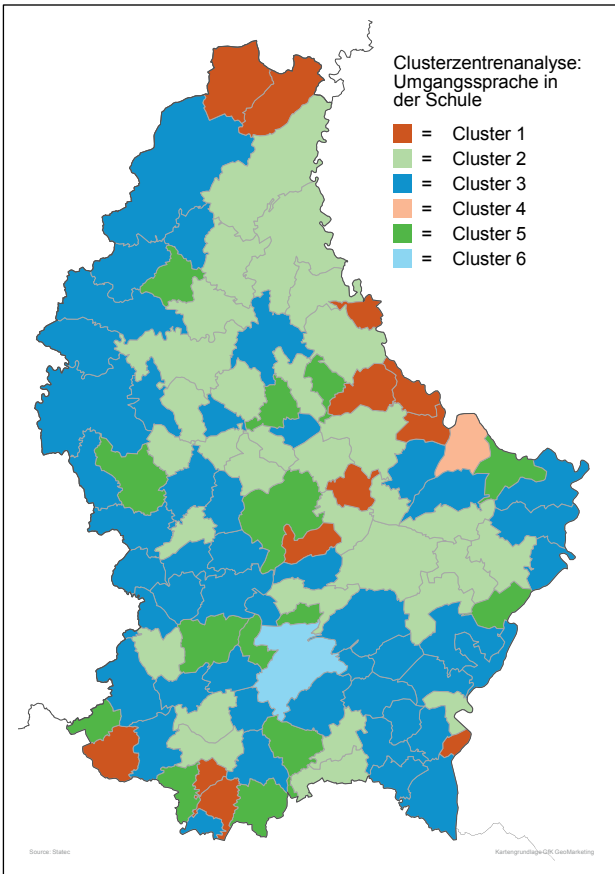 Clusterzentrenanalyse:
Umgangssprache in
der Schule
= Cluster 1
= Cluster 2
= Cluster 3
= Cluster 4
= Cluster 5
= Cluster 6
Source: Statec
Kartengrundlage GfK GeoMarketing